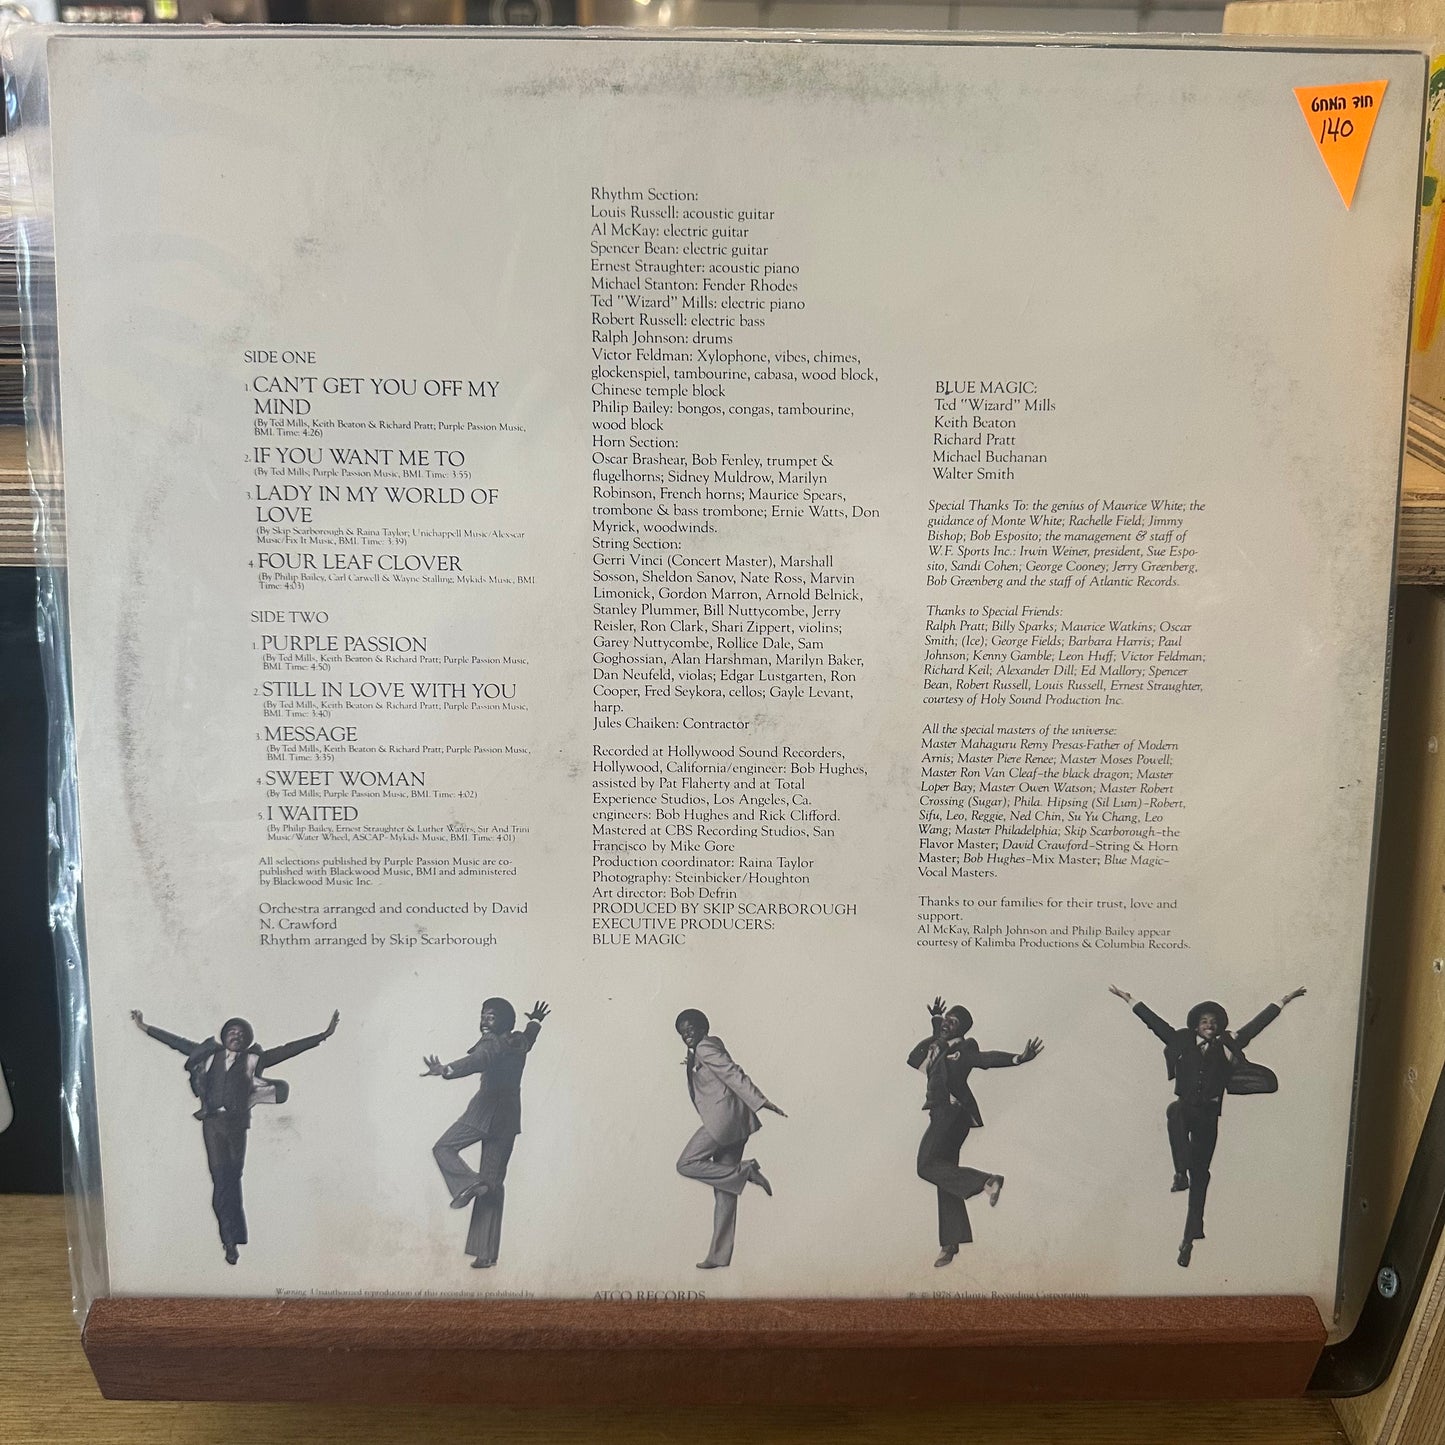 חוד המחט
140
SIDE ONE
1. CAN'T GET YOU OFF MY
MIND
(By Ted Mills, Keith Beaton & Richard Pratt; Purple Passion Music,
BMI. Time: 4:26)
2. IF YOU WANT ME TO
(By Ted Mills; Purple Passion Music, BMI. Time: 3:55)
3. LADY IN MY WORLD OF
LOVE
(By Skip Scarborough & Raina Taylor; Unichappell Music/Alexscar
Music/Fix It Music, BMI. Time: 3:39)
4. FOUR LEAF CLOVER
(By Philip Bailey, Carl Carwell & Wayne Stalling, Mykids Music, BMI.
Time: 4:03)
SIDE TWO
1. PURPLE PASSION
(By Ted Mills, Keith Beaton & Richard Pratt; Purple Passion Music,
BMI. Time: 4:50)
2. STILL IN LOVE WITH YOU
(By Ted Mills, Keith Beaton & Richard Pratt; Purple Passion Music,
BMI. Time: 3:40)
3. MESSAGE
(By Ted Mills, Keith Beaton & Richard Pratt; Purple Passion Music,
BMI. Time: 3:35)
4. SWEET WOMAN
(By Ted Mills; Purple Passion Music, BMI. Time: 4:02)
5. I WAITED
(By Philip Bailey, Ernest Straughter & Luther Waters; Sir And Trini
Music/Water Wheel, ASCAP-Mykids Music, BMI. Time: 4:01)
All selections published by Purple Passion Music are co-
published with Blackwood Music, BMI and administered
by Blackwood Music Inc.
Orchestra arranged and conducted by David
N. Crawford
Rhythm arranged by Skip Scarborough
Rhythm Section:
Louis Russell: acoustic guitar
Al McKay: electric guitar
Spencer Bean: electric guitar
Ernest Straughter: acoustic piano
Michael Stanton: Fender Rhodes
Ted "Wizard" Mills: electric piano
Robert Russell: electric bass
Ralph Johnson: drums
Victor Feldman: Xylophone, vibes, chimes,
glockenspiel, tambourine, cabasa, wood block,
Chinese temple block
Philip Bailey: bongos, congas, tambourine,
wood block
Horn Section:
Oscar Brashear, Bob Fenley, trumpet &
flugelhorns; Sidney Muldrow, Marilyn
Robinson, French horns; Maurice Spears,
trombone & bass trombone; Ernie Watts, Don
Myrick, woodwinds.
String Section:
Gerri Vinci (Concert Master), Marshall
Sosson, Sheldon Sanov, Nate Ross, Marvin
Limonick, Gordon Marron, Arnold Belnick,
Stanley Plummer, Bill Nuttycombe, Jerry
Reisler, Ron Clark, Shari Zippert, violins;
Garey Nuttycombe, Rollice Dale, Sam
Goghossian, Alan Harshman, Marilyn Baker,
Dan Neufeld, violas; Edgar Lustgarten, Ron
Cooper, Fred Seykora, cellos; Gayle Levant,
harp.
Jules Chaiken: Contractor
Recorded at Hollywood Sound Recorders,
Hollywood, California/engineer: Bob Hughes,
assisted by Pat Flaherty and at Total
Experience Studios, Los Angeles, Ca.
engineers: Bob Hughes and Rick Clifford.
Mastered at CBS Recording Studios, San
Francisco by Mike Gore
Production coordinator: Raina Taylor
Photography: Steinbicker/Houghton
Art director: Bob Defrin
PRODUCED BY SKIP SCARBOROUGH
EXECUTIVE PRODUCERS:
BLUE MAGIC
BLUE MAGIC:
Ted "Wizard" Mills
Keith Beaton
Richard Pratt
Michael Buchanan
Walter Smith
Special Thanks To: the genius of Maurice White; the
guidance of Monte White; Rachelle Field; Jimmy
Bishop; Bob Esposito; the management & staff of
W.F. Sports Inc.: Irwin Weiner, president, Sue Espo-
sito, Sandi Cohen; George Cooney; Jerry Greenberg,
Bob Greenberg and the staff of Atlantic Records.
Thanks to Special Friends:
Ralph Pratt; Billy Sparks; Maurice Watkins; Oscar
Smith; (Ice); George Fields; Barbara Harris; Paul
Johnson; Kenny Gamble; Leon Huff; Victor Feldman;
Richard Keil; Alexander Dill; Ed Mallory; Spencer
Bean, Robert Russell, Louis Russell, Ernest Straughter,
courtesy of Holy Sound Production Inc.
All the special masters of the universe:
Master Mahaguru Remy Presas-Father of Modern
Arnis; Master Piere Renee; Master Moses Powell;
Master Ron Van Cleaf-the black dragon; Master
Loper Bay; Master Owen Watson; Master Robert
Crossing (Sugar); Phila. Hipsing (Sil Lum)-Robert,
Sifu, Leo, Reggie, Ned Chin, Su Yu Chang, Leo
Wang; Master Philadelphia; Skip Scarborough-the
Flavor Master; David Crawford-String & Horn
Master; Bob Hughes-Mix Master; Blue Magic-
Vocal Masters.
Thanks to our families for their trust, love and
support.
Al McKay, Ralph Johnson and Philip Bailey appear
courtesy of Kalimba Productions & Columbia Records.
Warning: Unauthorized reproduction of this recording is prohibited by
ATCO RECORDS
℗ © 1978 Atlantic Recording Corporation